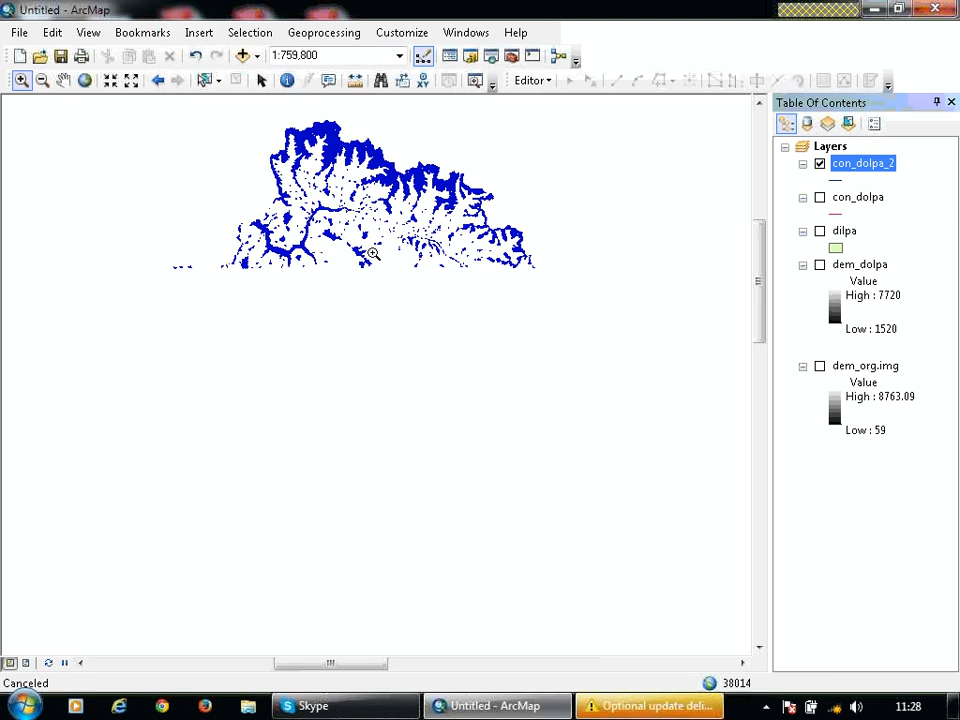 Untitled - ArcMap
File Edit View Bookmarks Insert Selection Geoprocessing Customize Windows Help
1:759,800
Editor
Table Of Contents
Layers
con_dolpa_2
con_dolpa
dilpa
dem_dolpa
Value
High : 7720
Low : 1520
dem_org.img
Value
High : 8763.09
Low : 59
Canceled
38014
Skype
Untitled - ArcMap
Optional update deli...
11:28